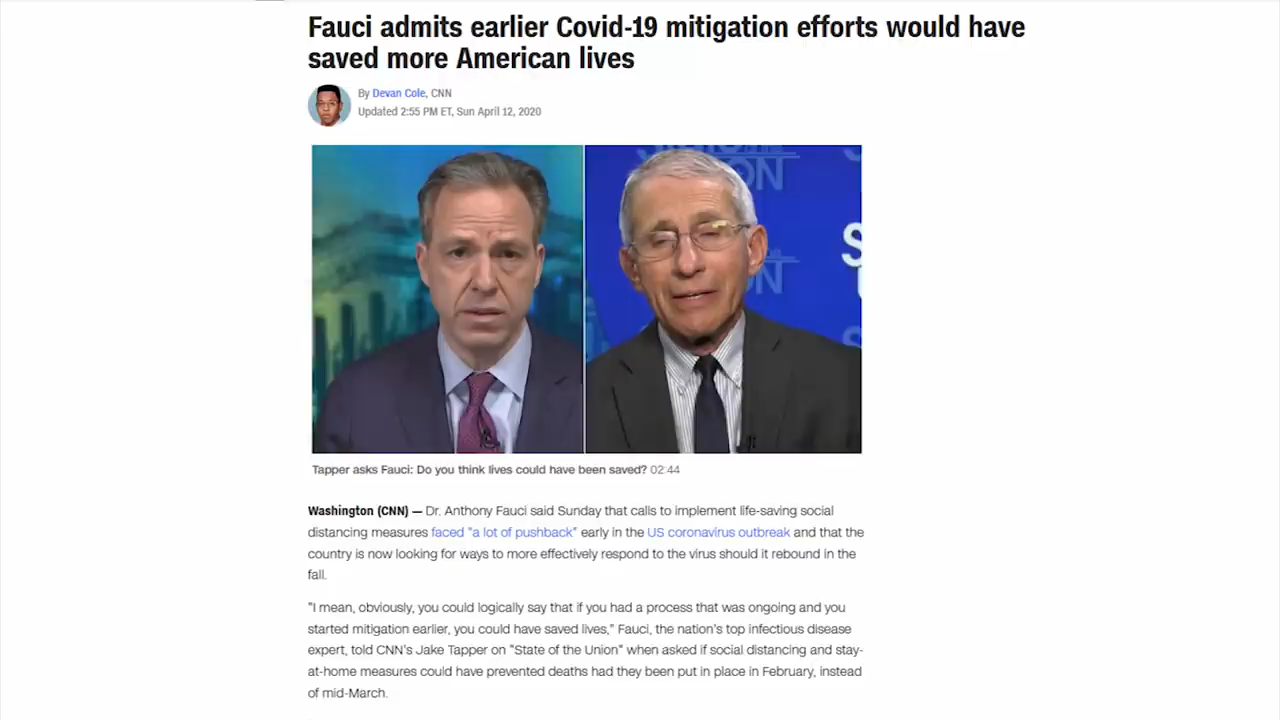 Fauci admits earlier Covid-19 mitigation efforts would have
saved more American lives
By Devan Cole, CNN
Updated 2:55 PM ET, Sun April 12, 2020
ON
S
ON
Tapper asks Fauci: Do you think lives could have been saved? 02:44
Washington (CNN) — Dr. Anthony Fauci said Sunday that calls to implement life-saving social
distancing measures faced "a lot of pushback" early in the US coronavirus outbreak and that the
country is now looking for ways to more effectively respond to the virus should it rebound in the
fall.
"I mean, obviously, you could logically say that if you had a process that was ongoing and you
started mitigation earlier, you could have saved lives," Fauci, the nation's top infectious disease
expert, told CNN's Jake Tapper on "State of the Union" when asked if social distancing and stay-
at-home measures could have prevented deaths had they been put in place in February, instead
of mid-March.